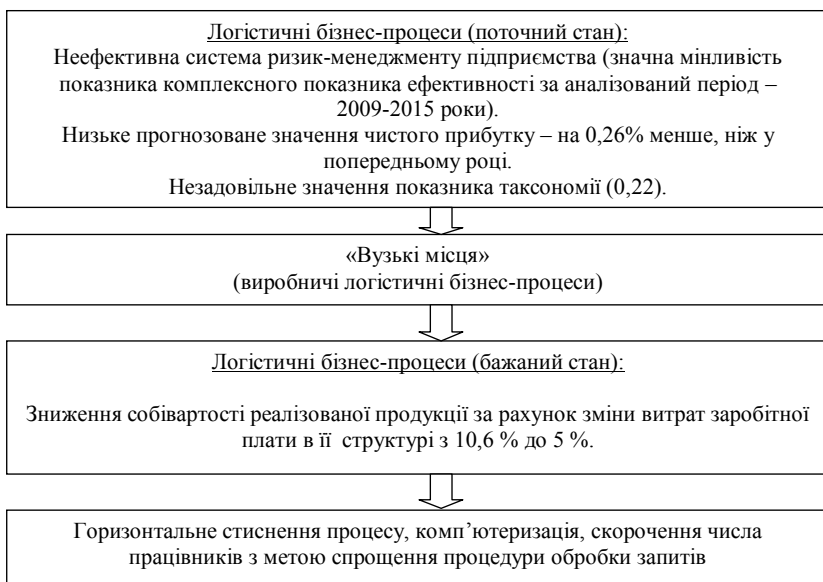 Логістичні бізнес-процеси (поточний стан):
Неефективна система ризик-менеджменту підприємства (значна мінливість
показника комплексного показника ефективності за аналізований період –
2009-2015 роки).
Низьке прогнозоване значення чистого прибутку – на 0,26% менше, ніж у
попередньому році.
Незадовільне значення показника таксономії (0,22).
«Вузькі місця»
(виробничі логістичні бізнес-процеси)
Логістичні бізнес-процеси (бажаний стан):
Зниження собівартості реалізованої продукції за рахунок зміни витрат заробітної
плати в її структурі з 10,6 % до 5 %.
Горизонтальне стиснення процесу, комп’ютеризація, скорочення числа
працівників з метою спрощення процедури обробки запитів